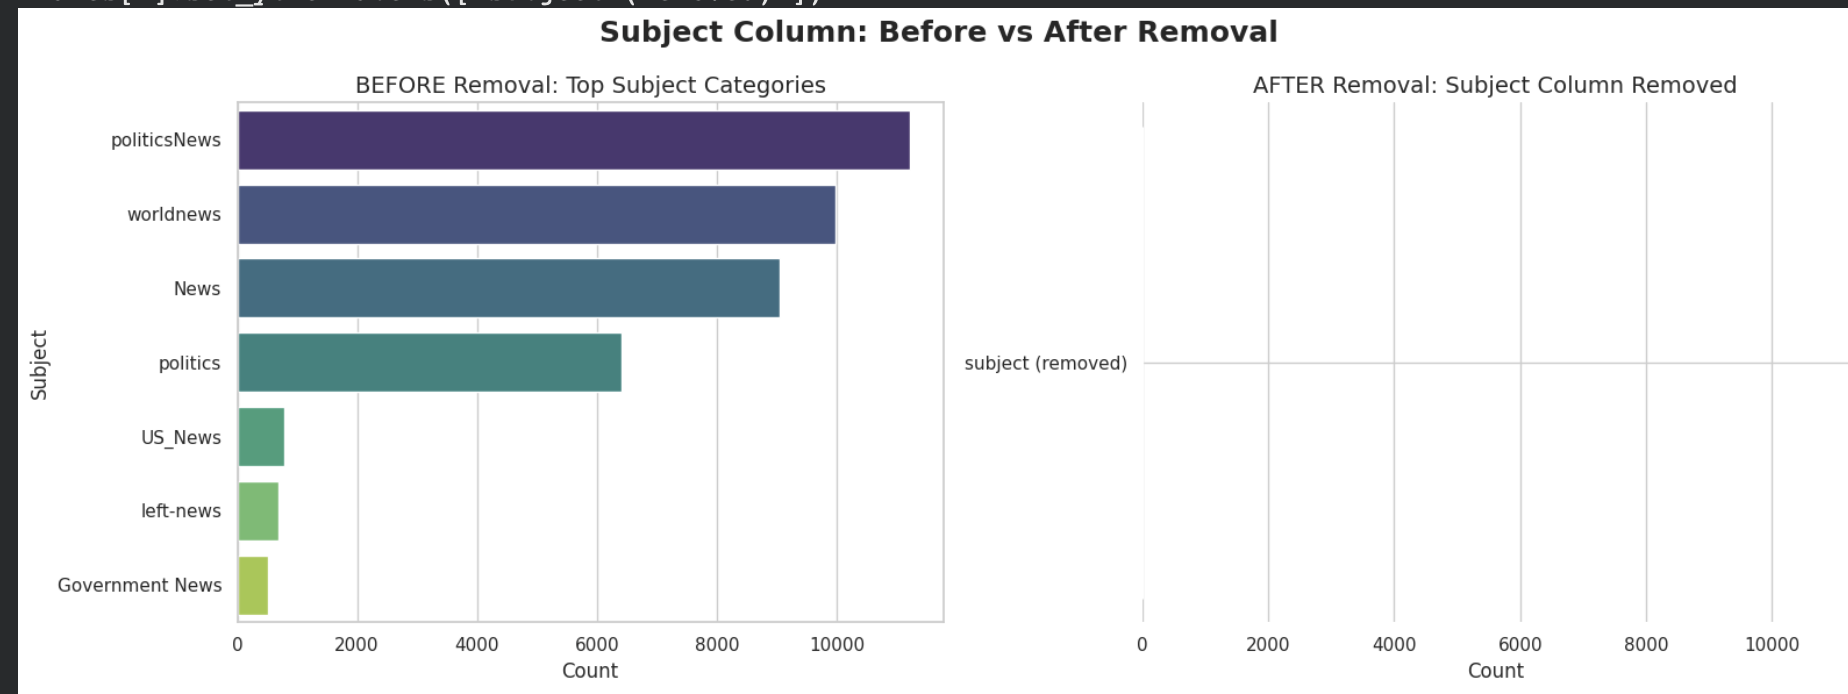 Subject Column: Before vs After Removal
BEFORE Removal: Top Subject Categories
politicsNews
worldnews
News
politics
US_News
left-news
Government News
Subject
0 2000 4000 6000 8000 10000
Count
AFTER Removal: Subject Column Removed
subject (removed)
0 2000 4000 6000 8000 10000
Count